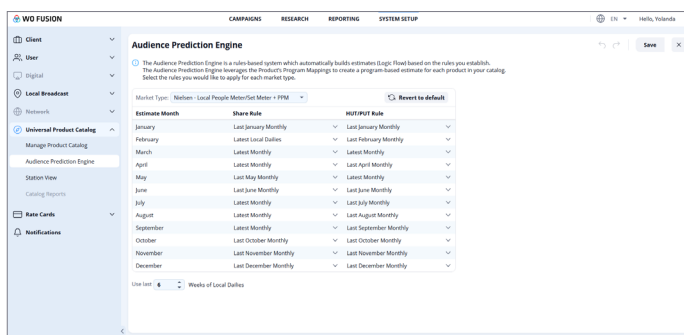 WO FUSION
CAMPAIGNS RESEARCH REPORTING SYSTEM SETUP
EN Hello, Yolanda
Client
User
Digital
Local Broadcast
Network
Universal Product Catalog
Manage Product Catalog
Audience Prediction Engine
Station View
Catalog Reports
Rate Cards
Notifications
Audience Prediction Engine
Save
The Audience Prediction Engine is a rules-based system which automatically builds estimates (Logic Flow) based on the rules you establish.
The Audience Prediction Engine leverages the Product's Program Mappings to create a program-based estimate for each product in your catalog.
Select the rules you would like to apply for each market type.
Market Type: Nielsen - Local People Meter/Set Meter + PPM Revert to default
Estimate Month Share Rule HUT/PUT Rule
January Last January Monthly Last January Monthly
February Latest Local Dailies Last February Monthly
March Latest Monthly Latest Monthly
April Latest Monthly Last April Monthly
May Last May Monthly Latest Monthly
June Last June Monthly Last June Monthly
July Latest Monthly Last July Monthly
August Latest Monthly Last August Monthly
September Latest Monthly Last September Monthly
October Last October Monthly Last October Monthly
November Last November Monthly Last November Monthly
December Last December Monthly Last December Monthly
Use last 6 Weeks of Local Dailies